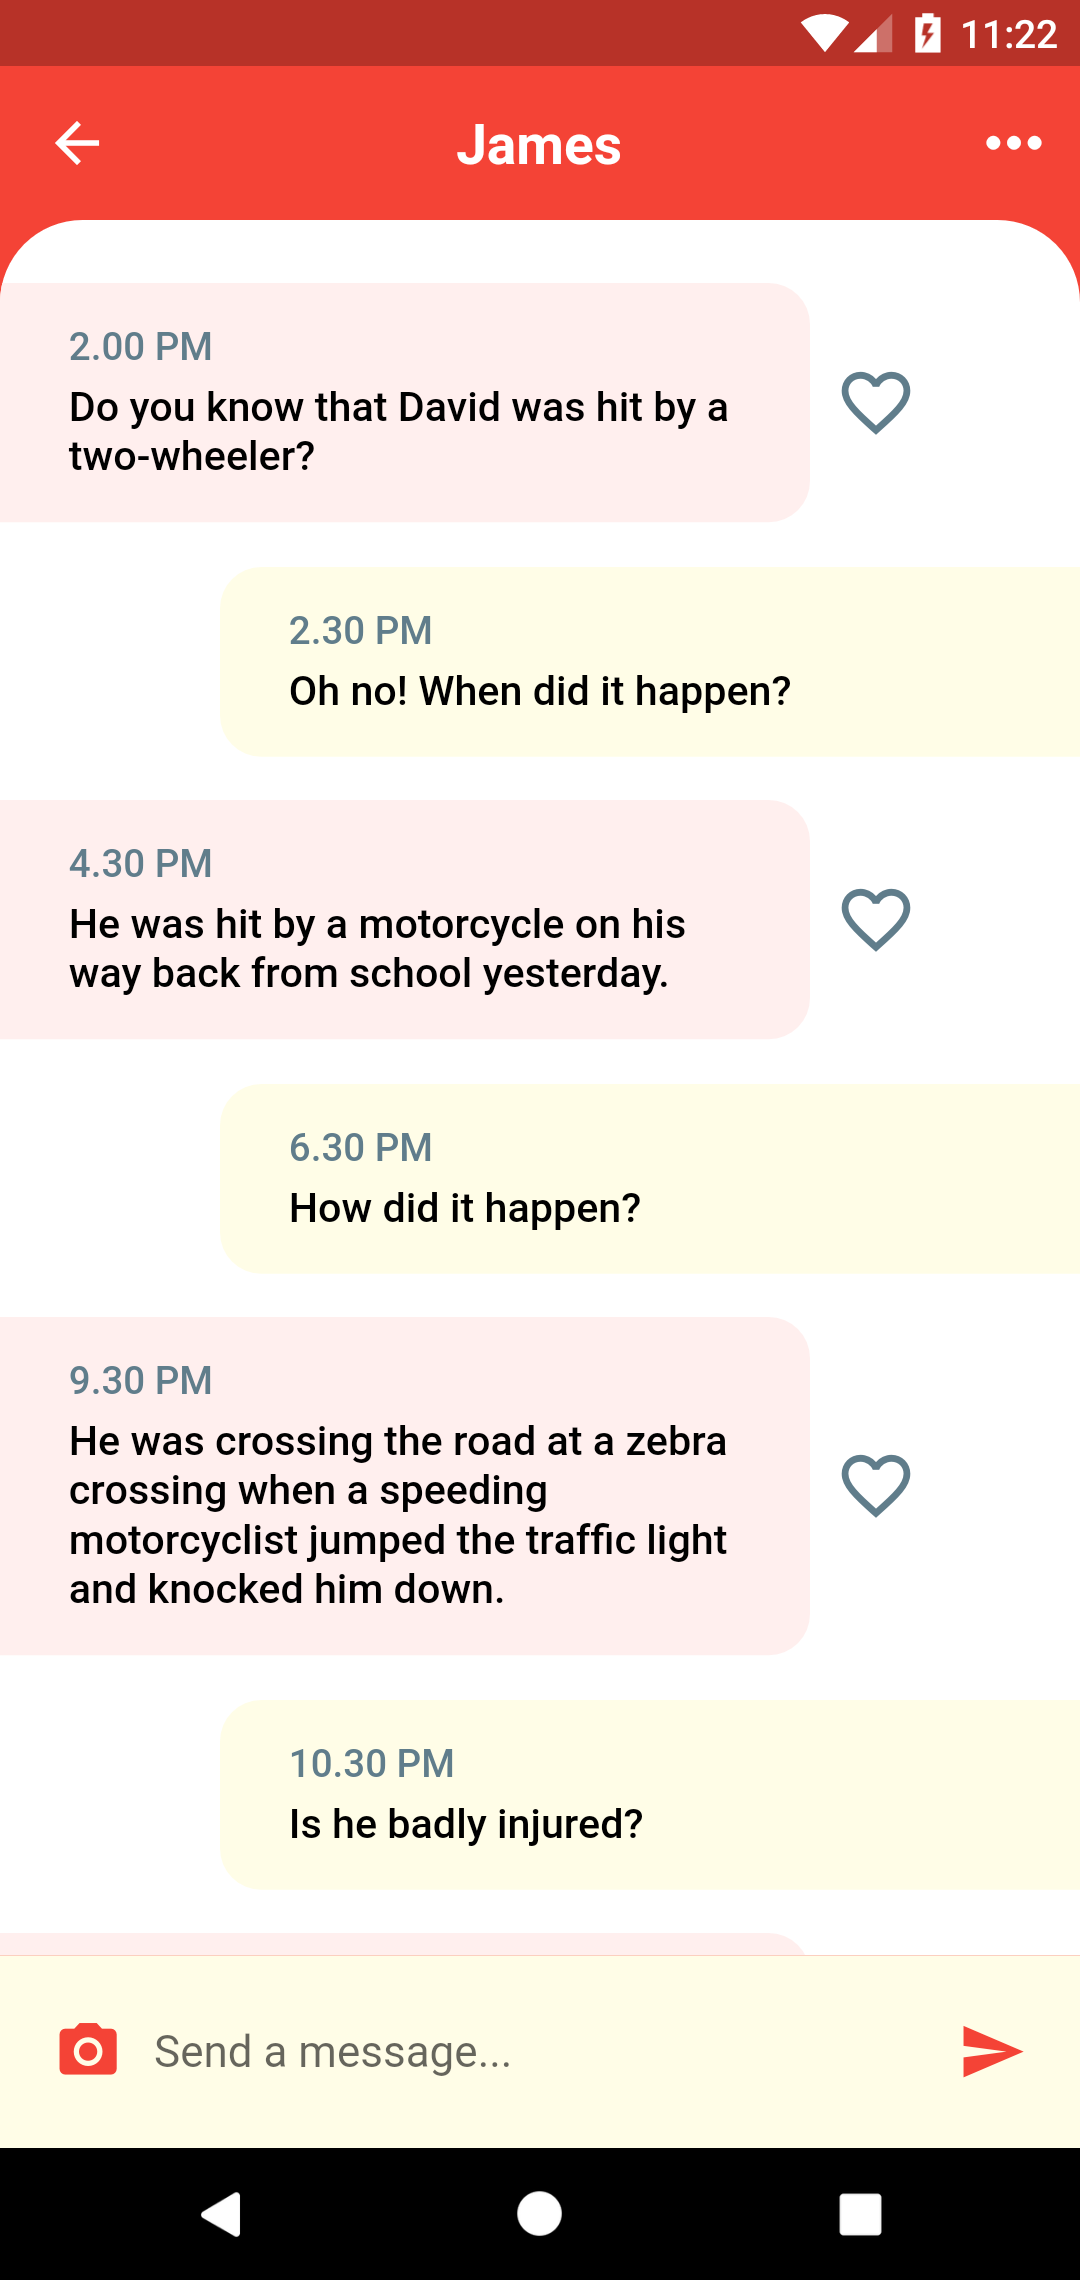 11:22
James
2.00 PM
Do you know that David was hit by a
two-wheeler?
2.30 PM
Oh no! When did it happen?
4.30 PM
He was hit by a motorcycle on his
way back from school yesterday.
6.30 PM
How did it happen?
9.30 PM
He was crossing the road at a zebra
crossing when a speeding
motorcyclist jumped the traffic light
and knocked him down.
10.30 PM
Is he badly injured?
Send a message...